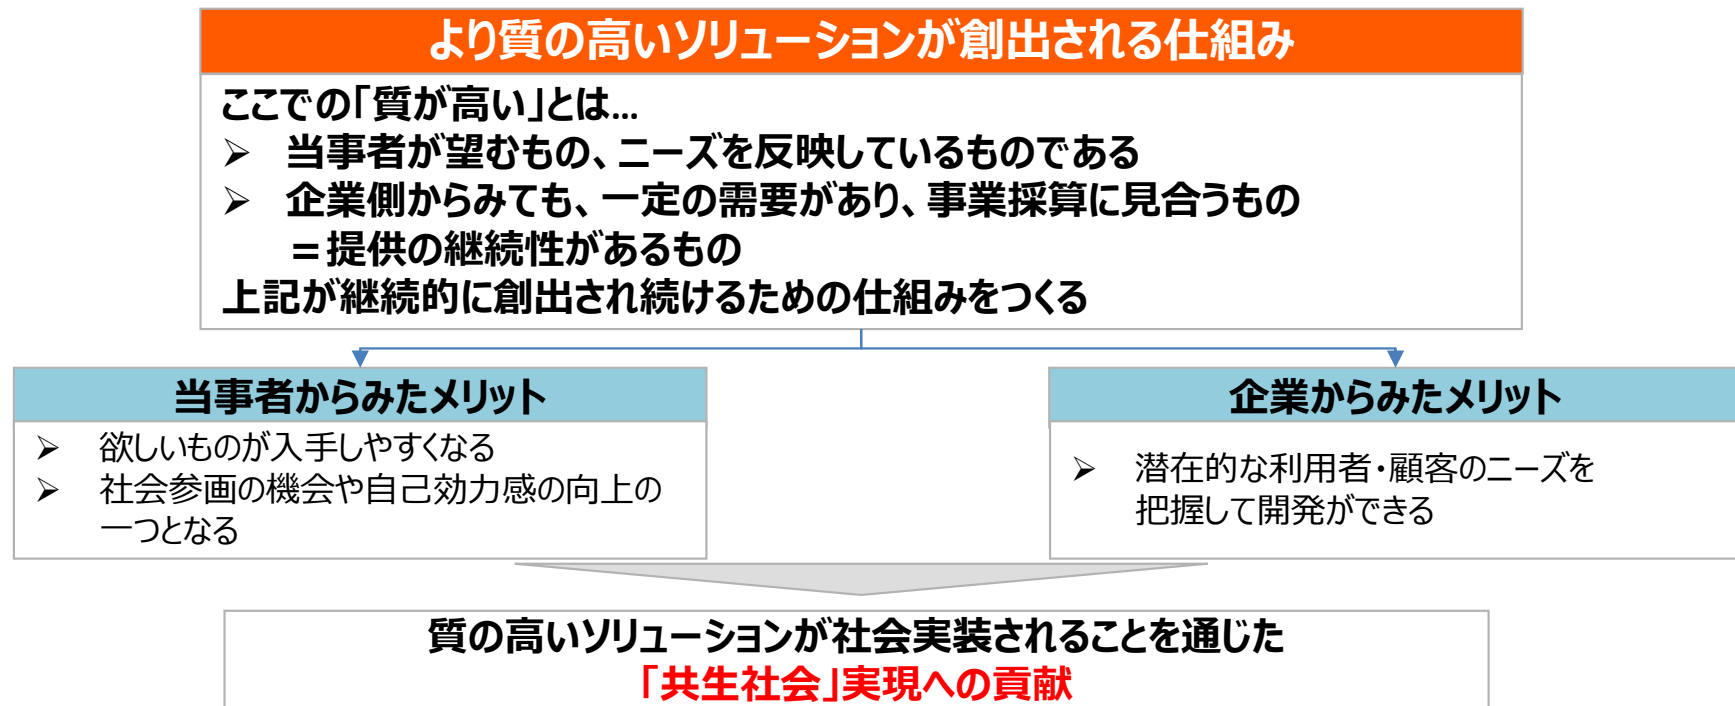 より質の高いソリューションが創出される仕組み
ここでの「質が高い」とは…
➢ 当事者が望むもの、ニーズを反映しているものである
➢ 企業側からみても、一定の需要があり、事業採算に見合うもの
＝提供の継続性があるもの
上記が継続的に創出され続けるための仕組みをつくる
当事者からみたメリット
➢ 欲しいものが入手しやすくなる
➢ 社会参画の機会や自己効力感の向上の
一つとなる
企業からみたメリット
➢ 潜在的な利用者・顧客のニーズを
把握して開発ができる
質の高いソリューションが社会実装されることを通じた
「共生社会」実現への貢献